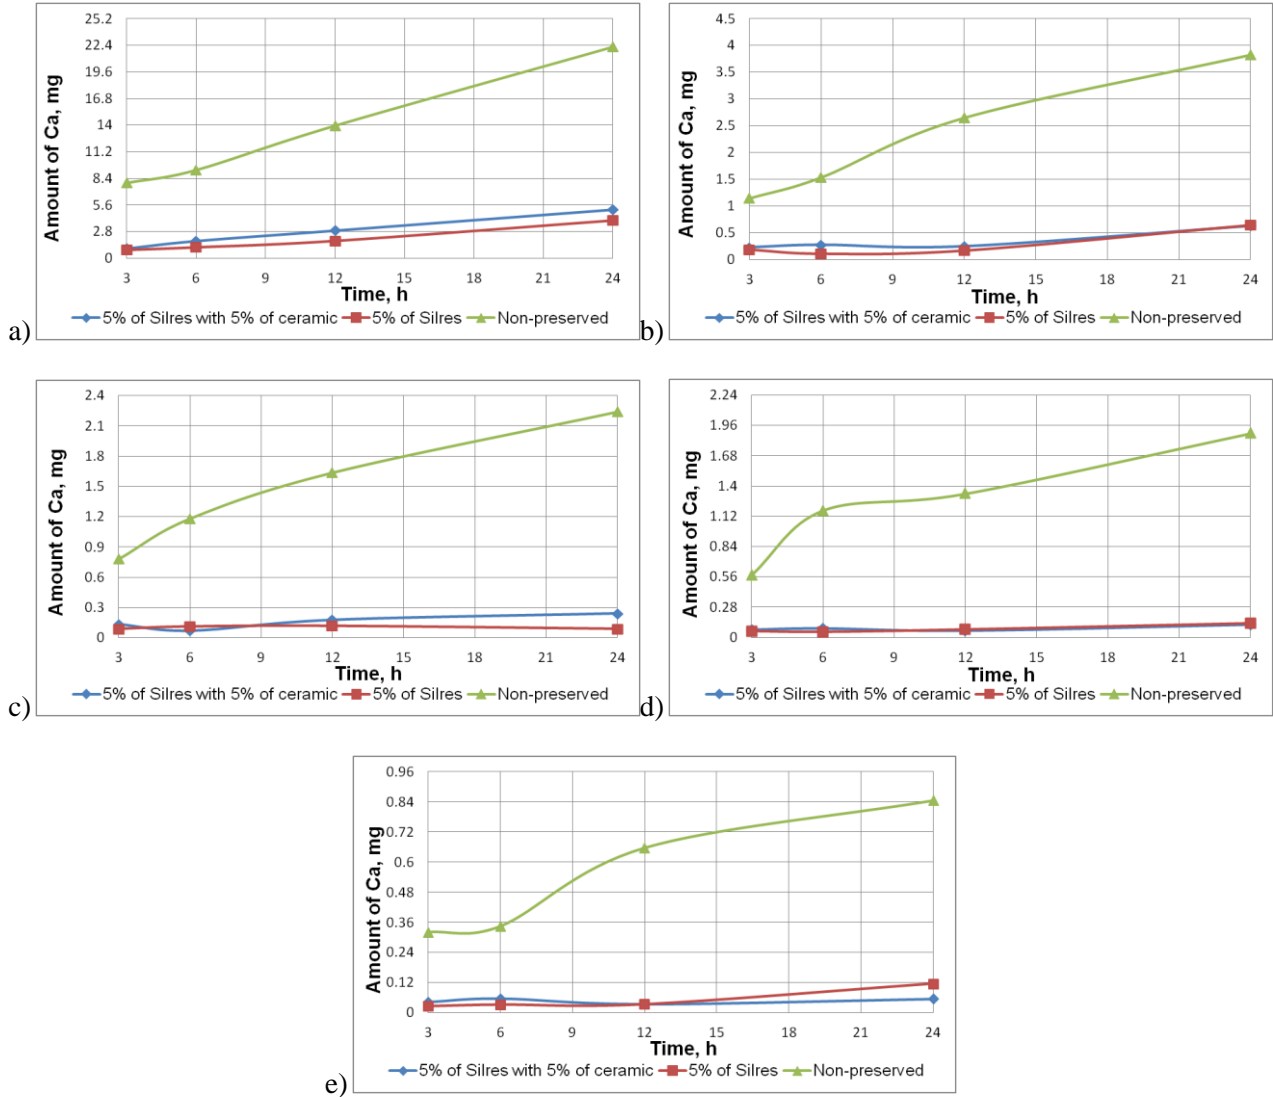 25.2
22.4
19.6
16.8
14
11.2
8.4
5.6
2.8
0
Amount of Ca, mg
3 6 9 12 15 18 21 24
Time, h
5% of Silres with 5% of ceramic 5% of Silres Non-preserved
a)
4.5
4
3.5
3
2.5
2
1.5
1
0.5
0
Amount of Ca, mg
3 6 9 12 15 18 21 24
Time, h
5% of Silres with 5% of ceramic 5% of Silres Non-preserved
b)
2.4
2.1
1.8
1.5
1.2
0.9
0.6
0.3
0
Amount of Ca, mg
3 6 9 12 15 18 21 24
Time, h
5% of Silres with 5% of ceramic 5% of Silres Non-preserved
c)
2.24
1.96
1.68
1.4
1.12
0.84
0.56
0.28
0
Amount of Ca, mg
3 6 9 12 15 18 21 24
Time, h
5% of Silres with 5% of ceramic 5% of Silres Non-preserved
d)
0.96
0.84
0.72
0.6
0.48
0.36
0.24
0.12
0
Amount of Ca, mg
3 6 9 12 15 18 21 24
Time, h
5% of Silres with 5% of ceramic 5% of Silres Non-preserved
e)